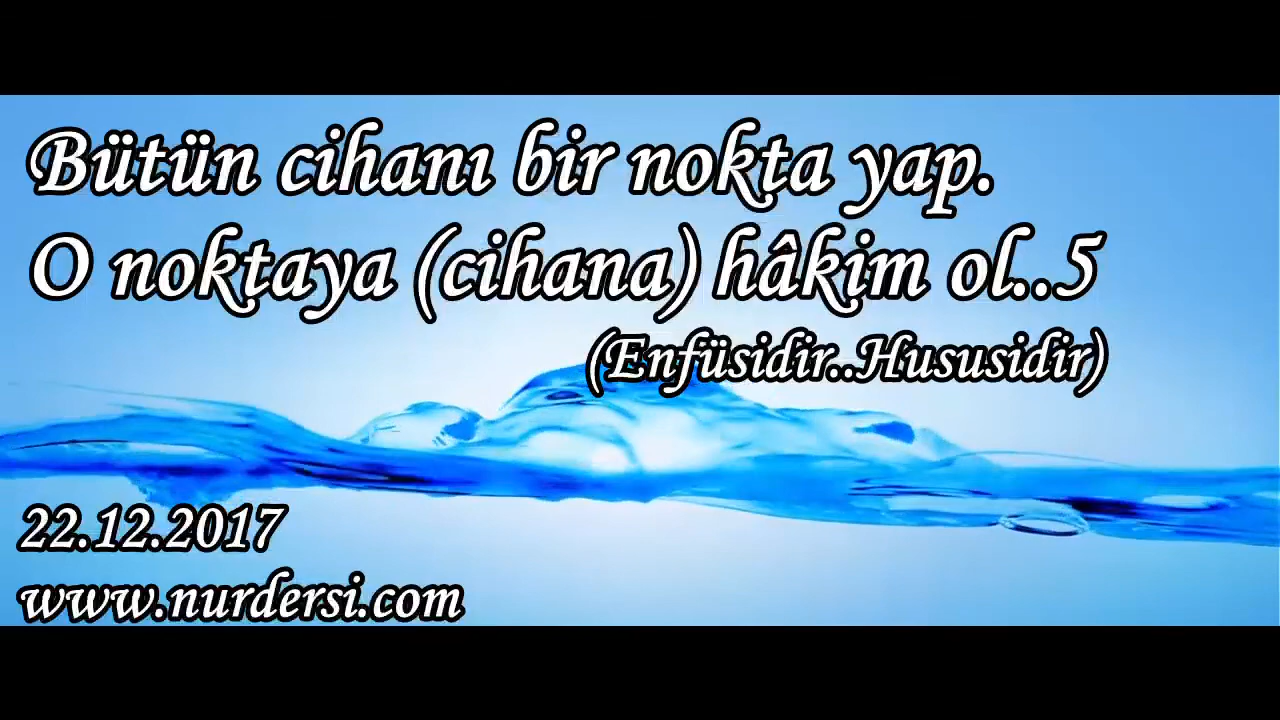 Bütün cihanı bir nokta yap.
O noktaya (cihana) hâkim ol..5
(Enfüsidir..Hususidir)
22.12.2017
www.nurdersi.com